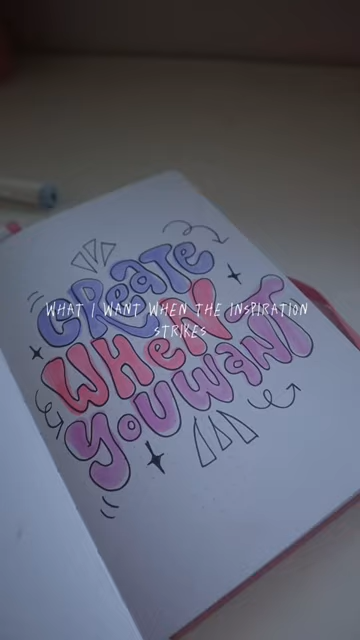 CReaTe
WHAT I WANT WHEN THE INSPIRATION
STRIKES
WHeN
YouWaNT